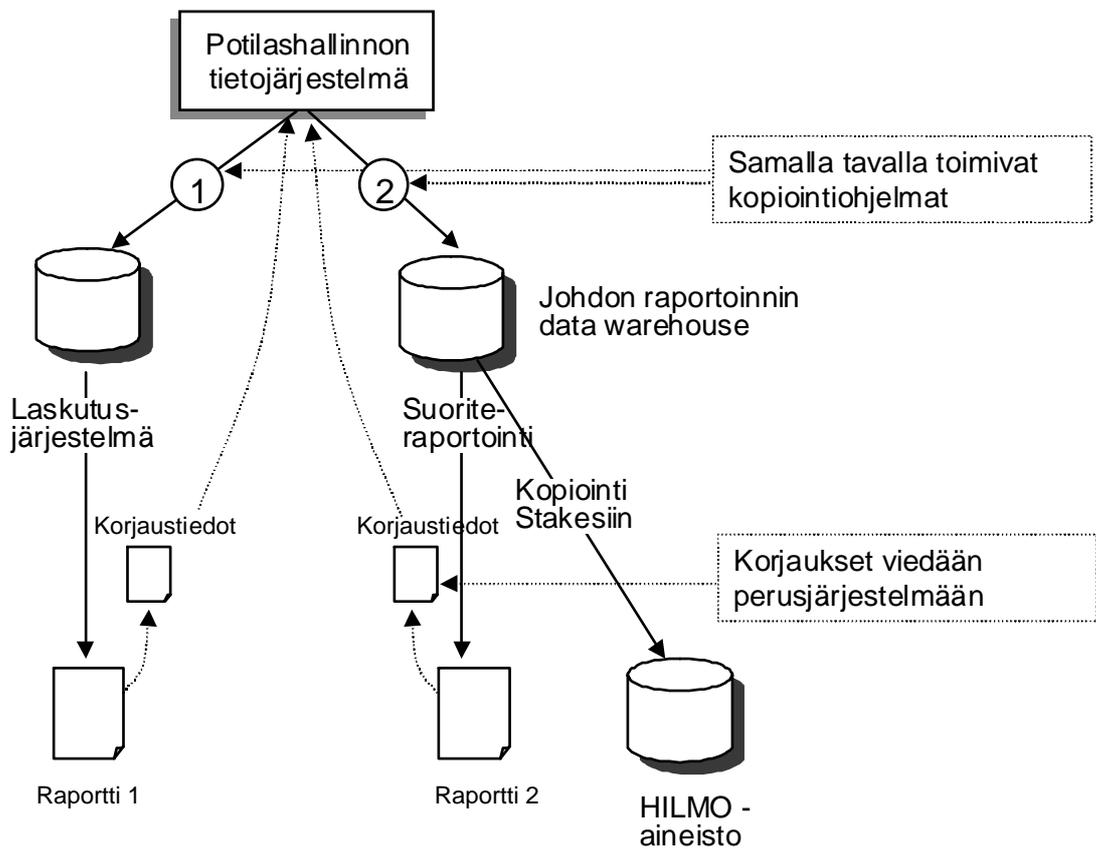 Potilashallinnon
tietojärjestelmä
Samalla tavalla toimivat
kopiointiohjelmat
1
2
Johdon raportoinnin
data warehouse
Laskutus-
järjestelmä
Suorite-
raportointi
Kopiointi
Stakesiin
Korjaustiedot
Korjaustiedot
Korjaukset viedään
perusjärjestelmään
Raportti 1
Raportti 2
HILMO -
aineisto